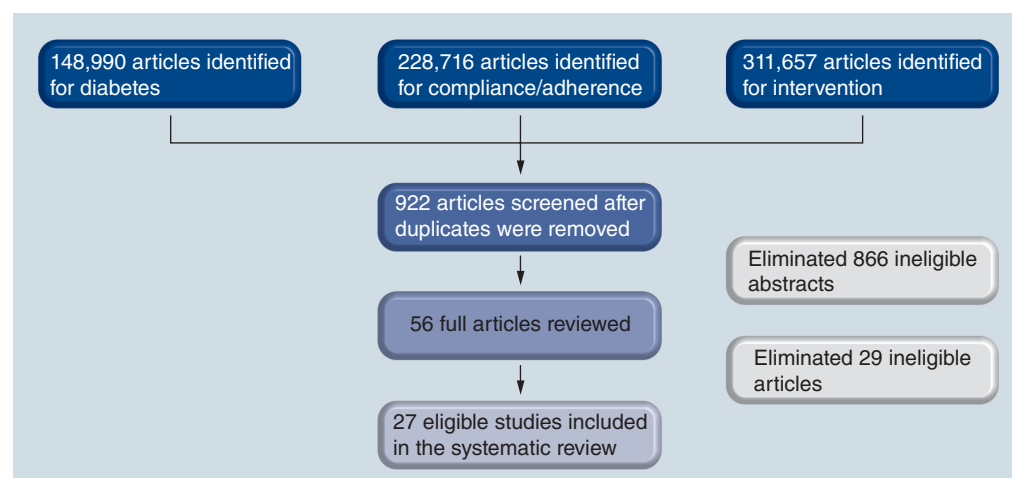 148,990 articles identified
for diabetes
228,716 articles identified
for compliance/adherence
311,657 articles identified
for intervention
922 articles screened after
duplicates were removed
Eliminated 866 ineligible
abstracts
56 full articles reviewed
Eliminated 29 ineligible
articles
27 eligible studies included
in the systematic review